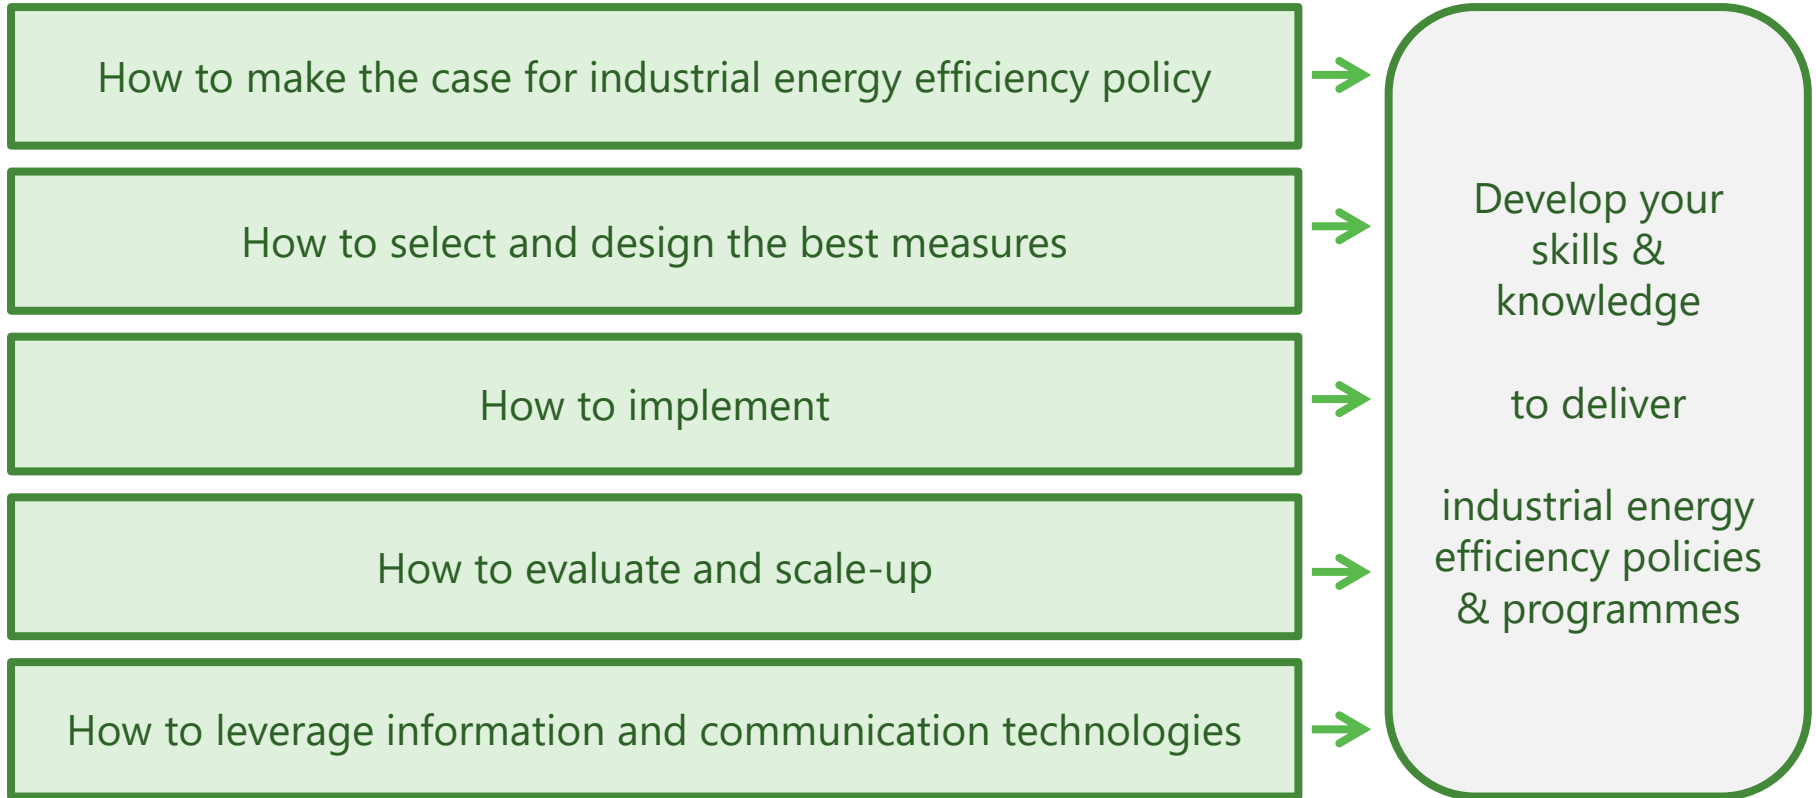 How to make the case for industrial energy efficiency policy
How to select and design the best measures
How to implement
How to evaluate and scale-up
How to leverage information and communication technologies
Develop your
skills &
knowledge
to deliver
industrial energy
efficiency policies
& programmes